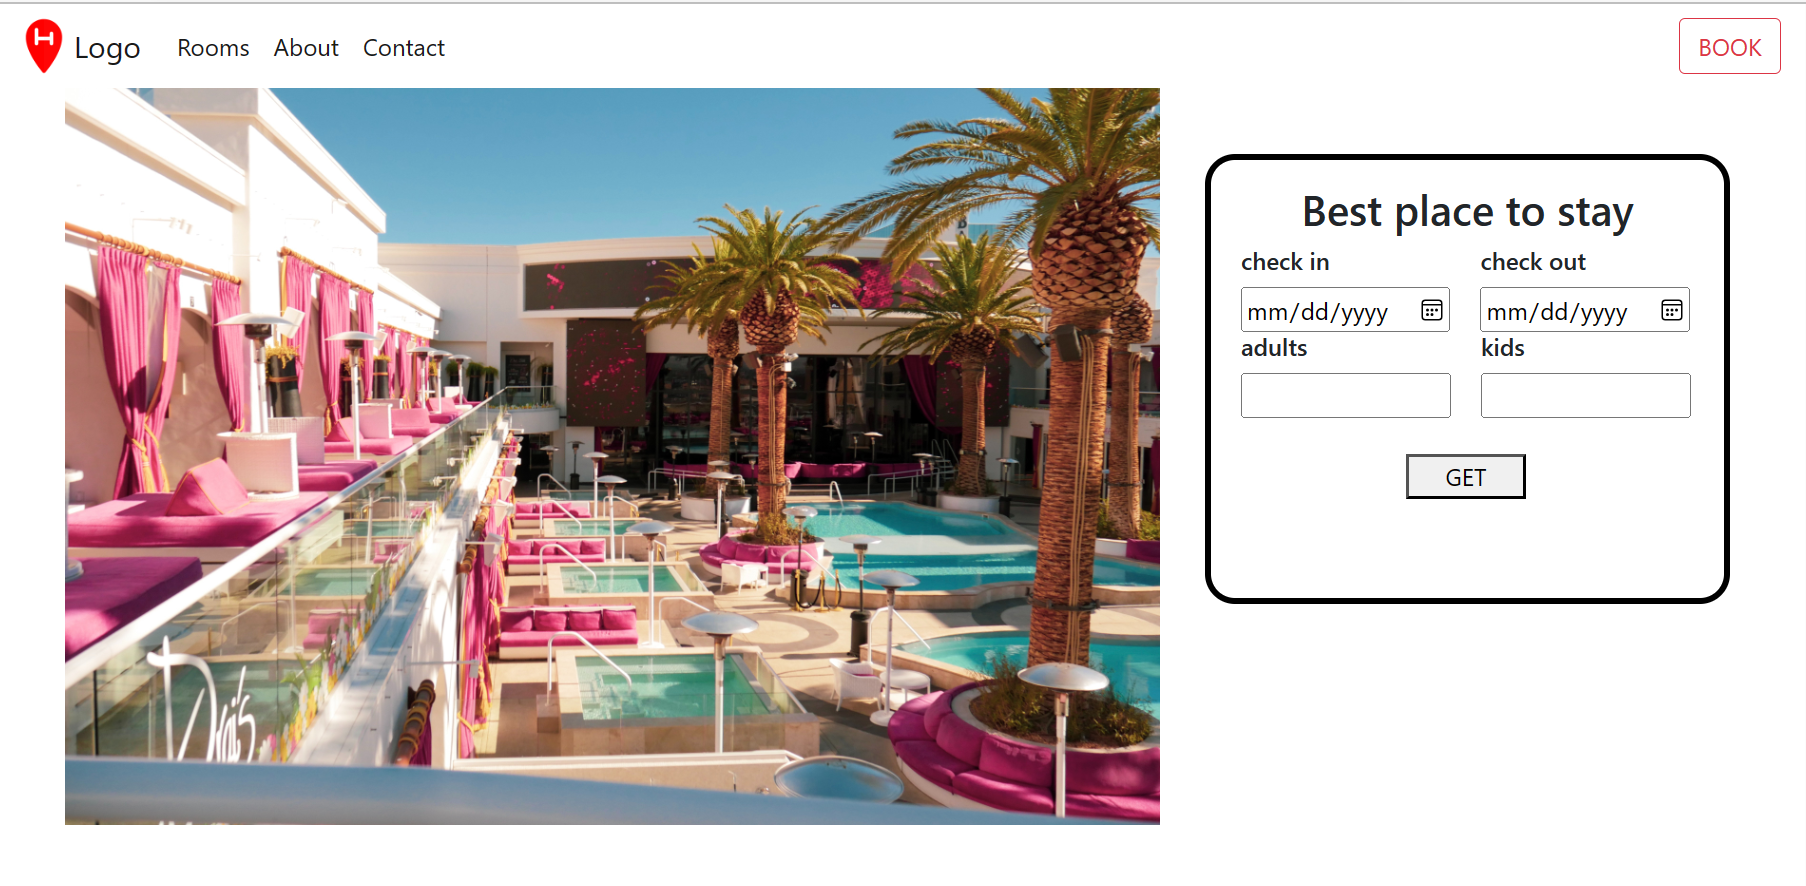 H Logo Rooms About Contact BOOK
Best place to stay
check in check out
mm/dd/yyyy mm/dd/yyyy
adults kids
GET
Drai's